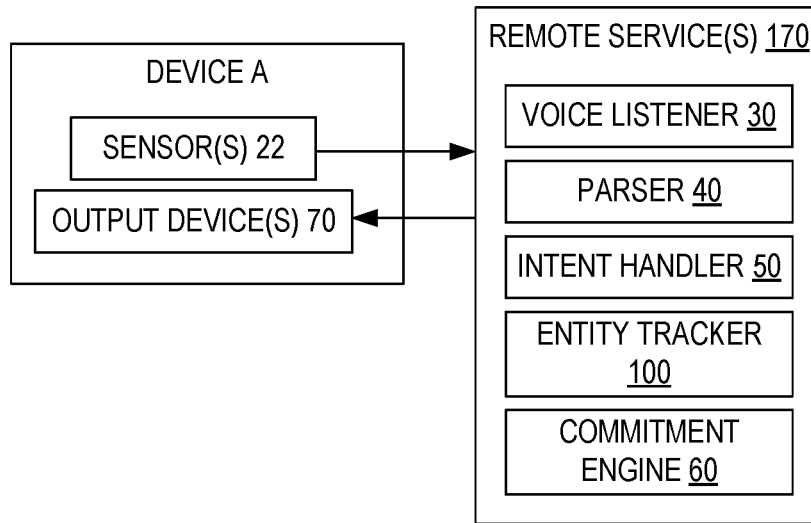 DEVICE A
SENSOR(S) 22
OUTPUT DEVICE(S) 70
REMOTE SERVICE(S) 170
VOICE LISTENER 30
PARSER 40
INTENT HANDLER 50
ENTITY TRACKER
100
COMMITMENT
ENGINE 60